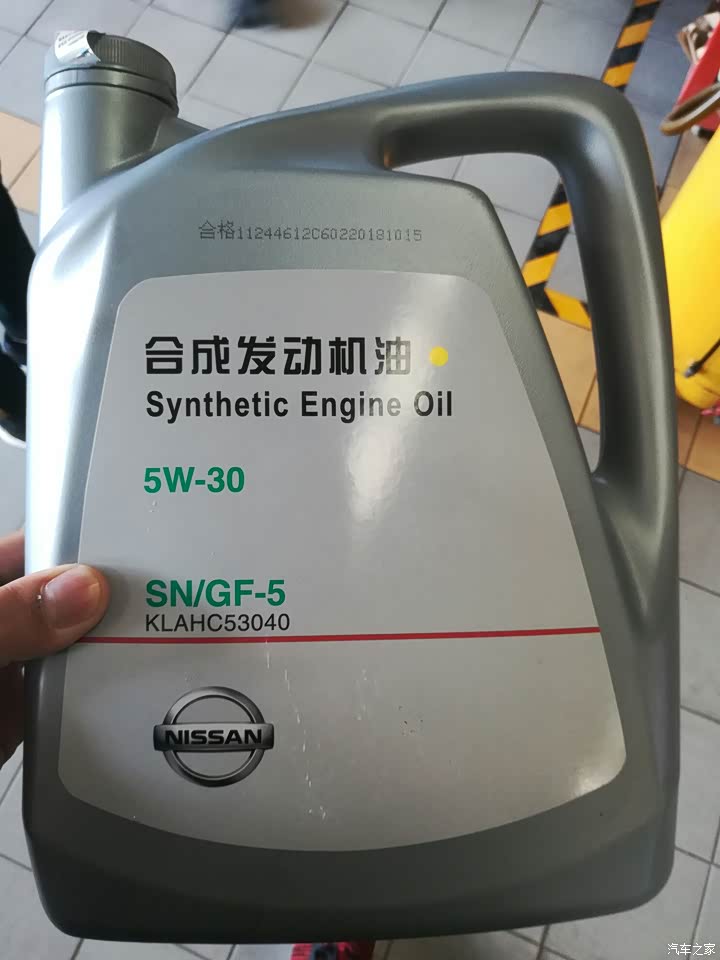 合格11244612C60220181015
合成发动机油
Synthetic Engine Oil
5W-30
SN/GF-5
KLAHC53040
NISSAN
汽车之家